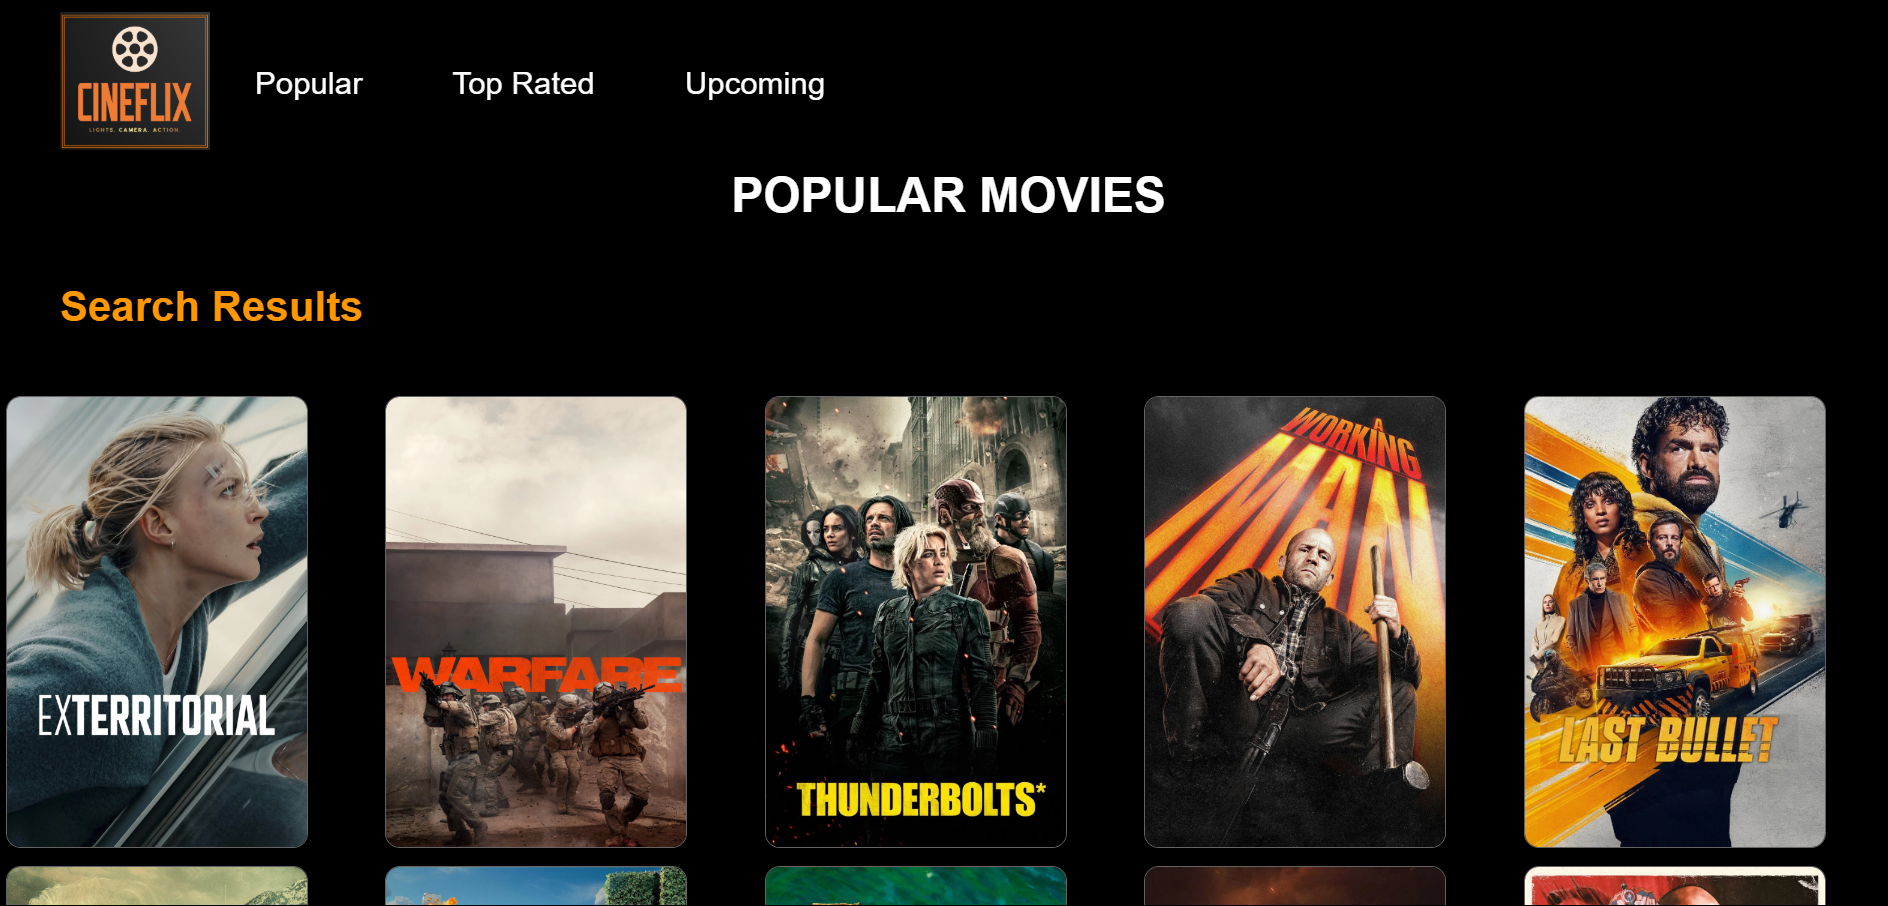 CINEFLIX
LIGHTS. CAMERA. ACTION.
Popular
Top Rated
Upcoming
POPULAR MOVIES
Search Results
EXTERRITORIAL
WARFARE
THUNDERBOLTS*
A
WORKING
MAN
LAST BULLET